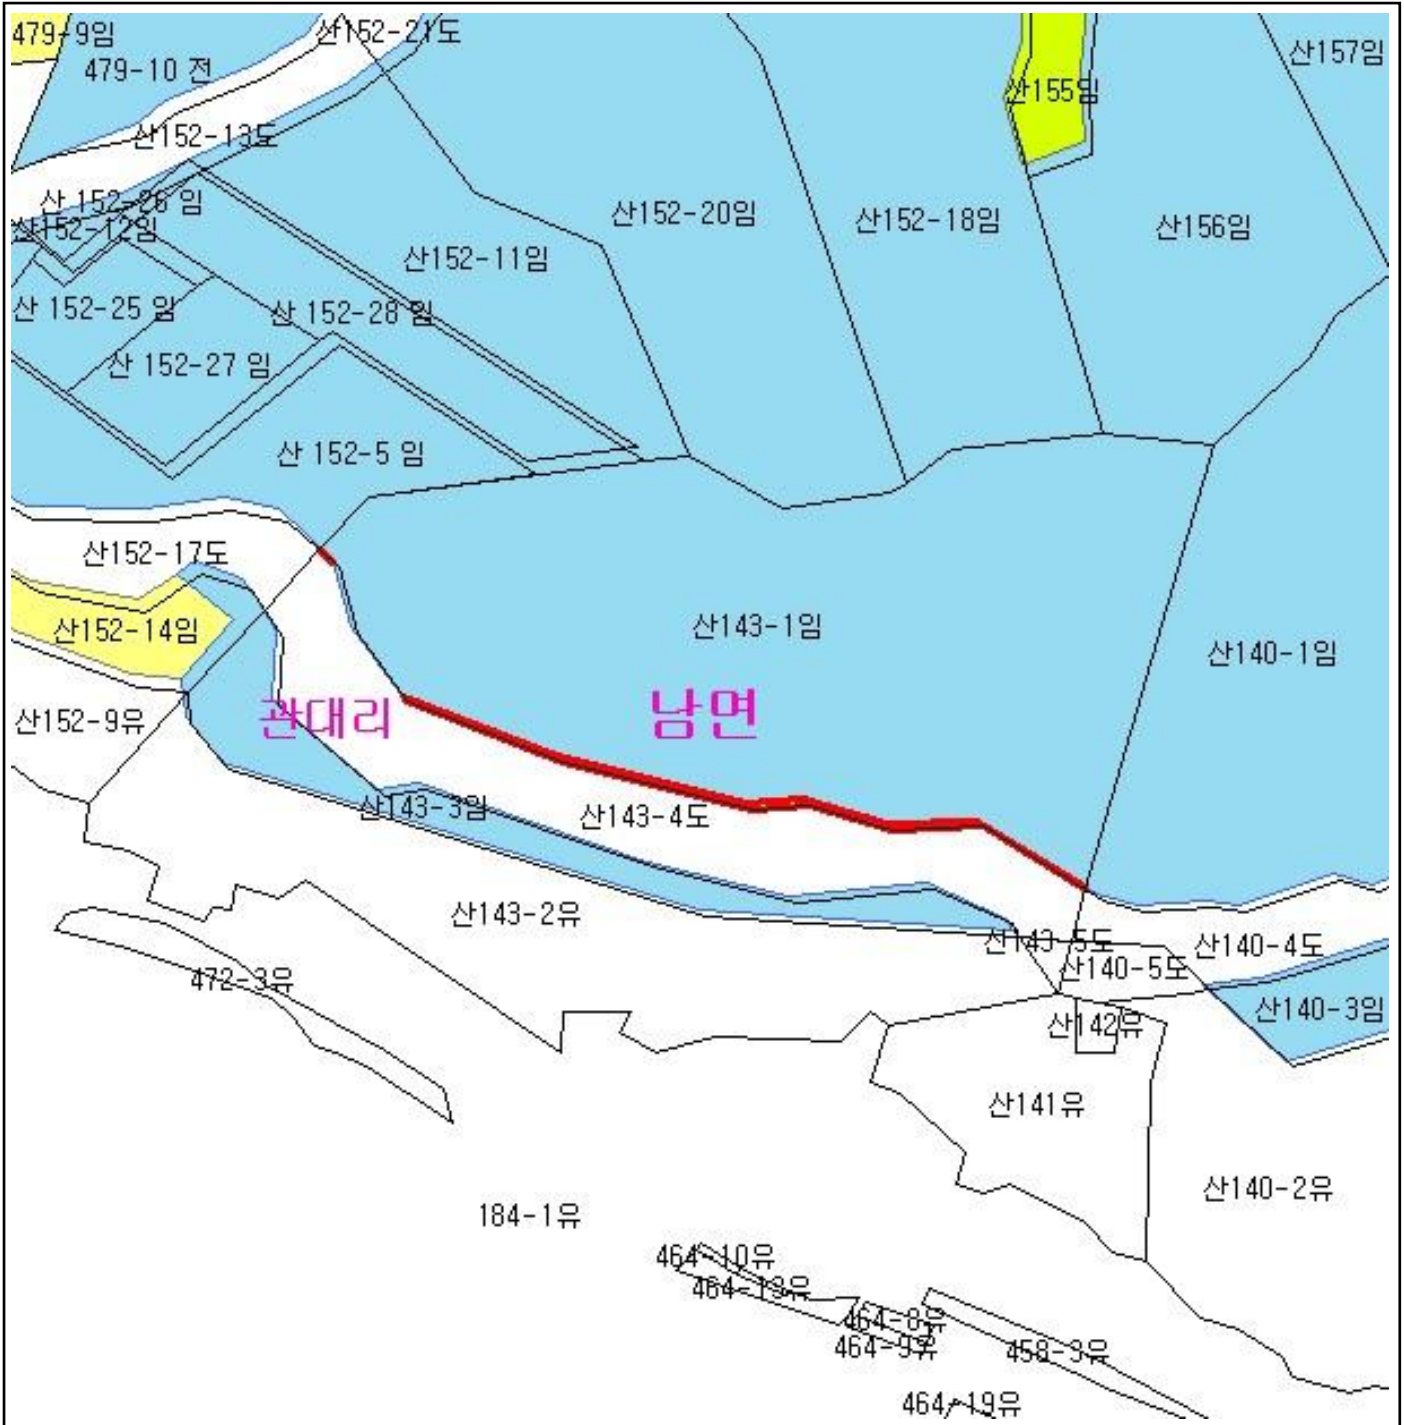 479-9임
산152-21도
479-10 전
산157임
산155임
산152-13도
산 152-26 임
산152-12임
산152-20임
산152-18임
산156임
산152-11임
산 152-25 임
산 152-28 임
산 152-27 임
산 152-5 임
산152-17도
산152-14임
산143-1임
산140-1임
산152-9유
관대리
남면
산143-3임
산143-4도
산143-2유
산143-5도
산140-4도
산140-5도
472-3유
산140-3임
산142유
산141유
산140-2유
184-1유
464-10유
464-13유
464-8유
464-9유
458-3유
464-19유